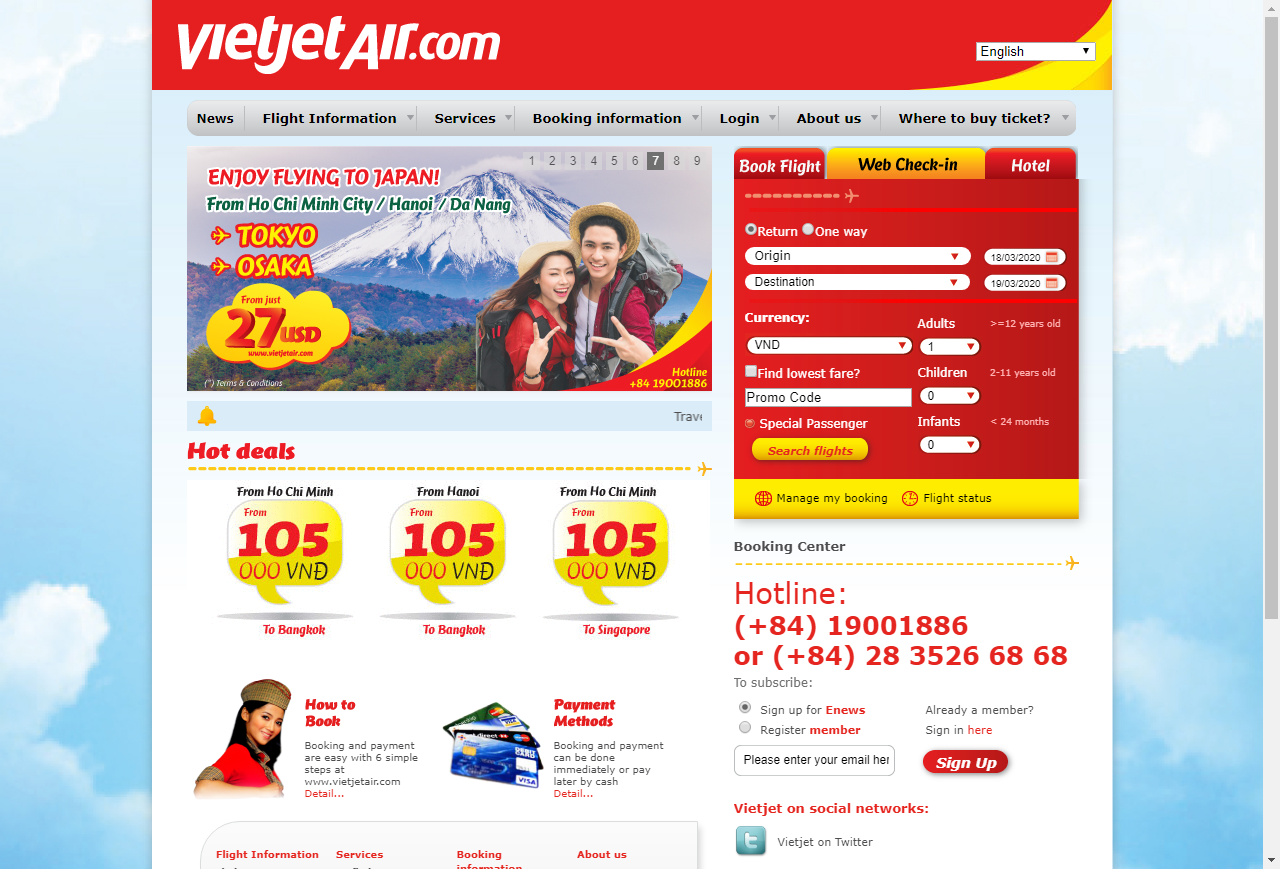 vietjetAir.com
English
News
Flight Information
Services
Booking information
Login
About us
Where to buy ticket?
1 2 3 4 5 6 7 8 9
ENJOY FLYING TO JAPAN!
From Ho Chi Minh City / Hanoi / Da Nang
TOKYO
OSAKA
From just
27 USD
www.vietjetair.com
(*) Terms & Conditions
Hotline
+84 19001886
Book Flight
Web Check-in
Hotel
Return One way
Origin
18/03/2020
Destination
19/03/2020
Currency:
Adults
>=12 years old
VND
1
Find lowest fare?
Children
2-11 years old
Promo Code
0
Special Passenger
Infants
< 24 months
Search flights
0
Manage my booking
Flight status
Hot deals
From Ho Chi Minh
From
105
000 VNĐ
To Bangkok
From Hanoi
From
105
000 VNĐ
To Bangkok
From Ho Chi Minh
From
105
000 VNĐ
To Singapore
Booking Center
Hotline:
(+84) 19001886
or (+84) 28 3526 68 68
To subscribe:
Sign up for Enews
Already a member?
Register member
Sign in here
Please enter your email her
Sign Up
How to
Book
Booking and payment
are easy with 6 simple
steps at
www.vietjetair.com
Detail...
Payment
Methods
Booking and payment
can be done
immediately or pay
later by cash
Detail...
Vietjet on social networks:
Vietjet on Twitter
Flight Information
Services
Booking
information
About us